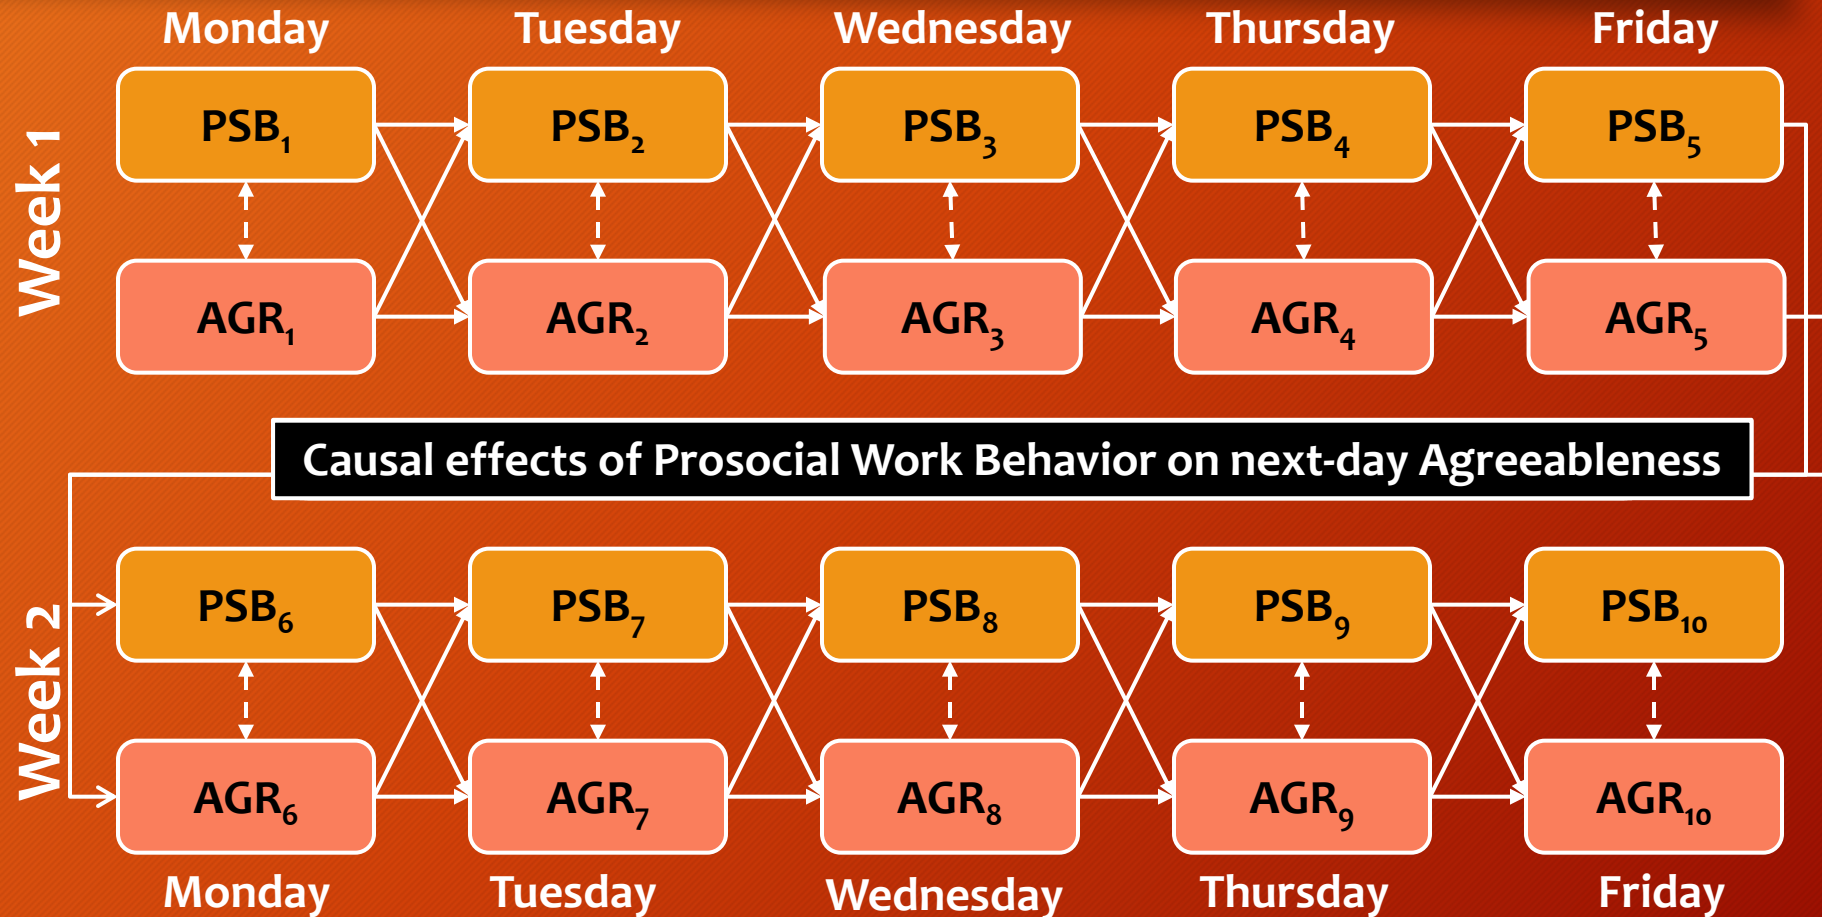 Monday Tuesday Wednesday Thursday Friday
Week 1
PSB₁ PSB₂ PSB₃ PSB₄ PSB₅
AGR₁ AGR₂ AGR₃ AGR₄ AGR₅
Causal effects of Prosocial Work Behavior on next-day Agreeableness
Week 2
PSB₆ PSB₇ PSB₈ PSB₉ PSB₁₀
AGR₆ AGR₇ AGR₈ AGR₉ AGR₁₀
Monday Tuesday Wednesday Thursday Friday